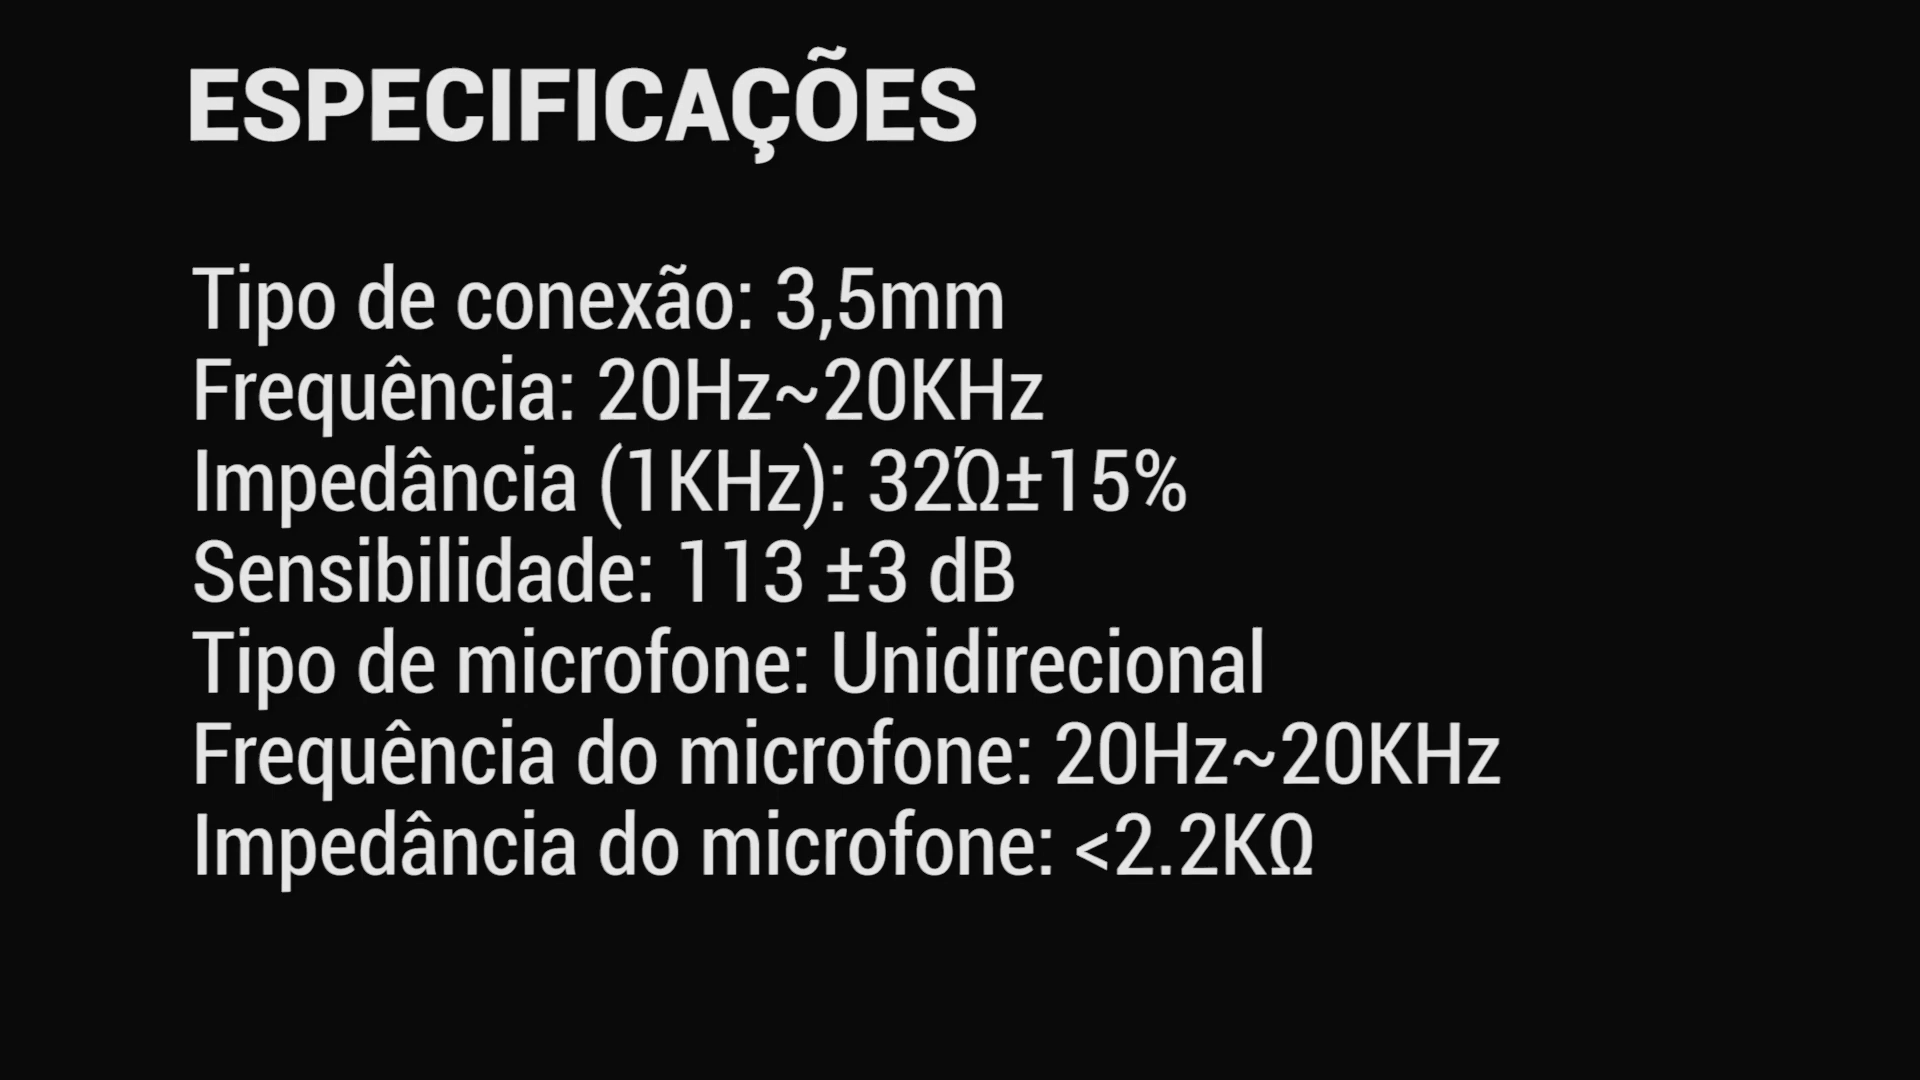 ESPECIFICAÇÕES
Tipo de conexão: 3,5mm
Frequência: 20Hz~20KHz
Impedância (1KHz): 32Ώ±15%
Sensibilidade: 113 ±3 dB
Tipo de microfone: Unidirecional
Frequência do microfone: 20Hz~20KHz
Impedância do microfone: <2.2KΩ